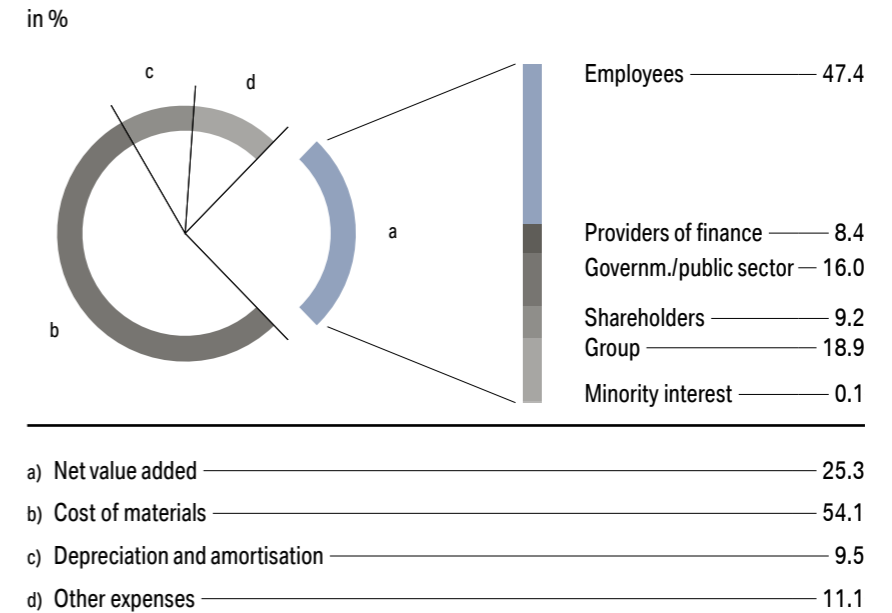 in %
c
d
a
b
Employees 47.4
Providers of finance 8.4
Governm./public sector 16.0
Shareholders 9.2
Group 18.9
Minority interest 0.1
a) Net value added 25.3
b) Cost of materials 54.1
c) Depreciation and amortisation 9.5
d) Other expenses 11.1